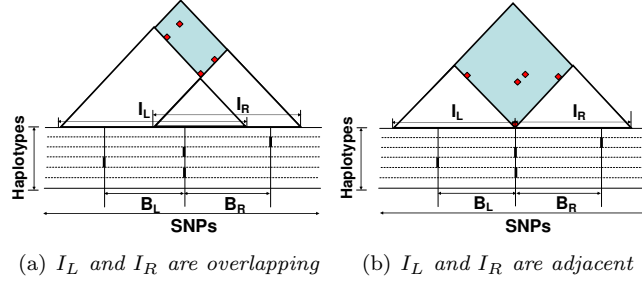 I_L
I_R
Haplotypes
B_L
B_R
SNPs
(a) I_L and I_R are overlapping
I_L
I_R
Haplotypes
B_L
B_R
SNPs
(b) I_L and I_R are adjacent